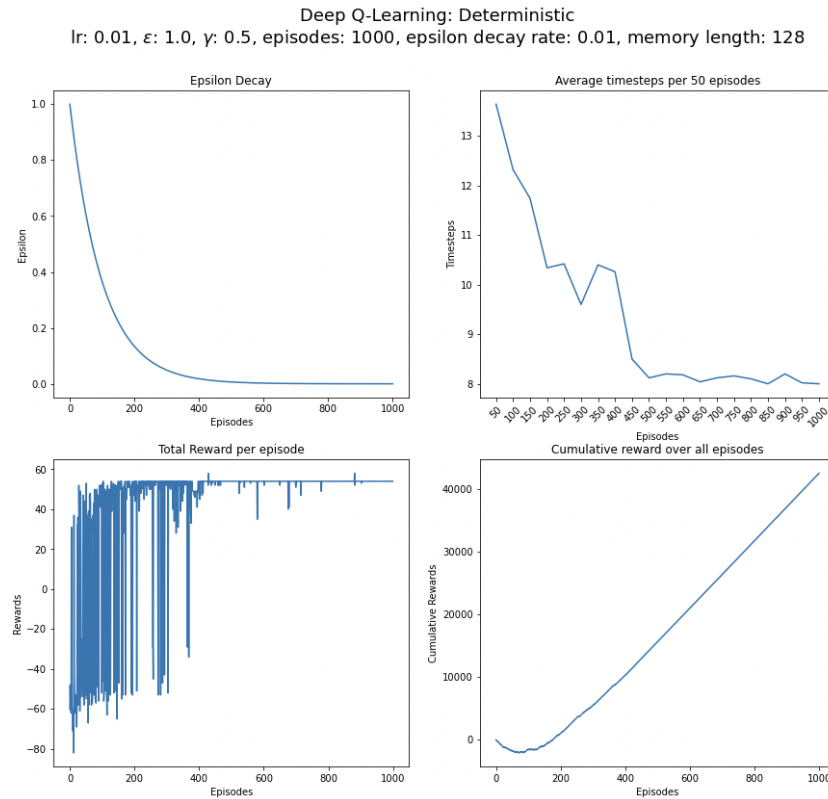 Deep Q-Learning: Deterministic
lr: 0.01, ε: 1.0, γ: 0.5, episodes: 1000, epsilon decay rate: 0.01, memory length: 128
Epsilon Decay
1.0
0.8
0.6
0.4
0.2
0.0
Epsilon
0 200 400 600 800 1000
Episodes
Average timesteps per 50 episodes
13
12
11
10
9
8
Timesteps
50 100 150 200 250 300 350 400 450 500 550 600 650 700 750 800 850 900 950 1000
Episodes
Total Reward per episode
60
40
20
0
−20
−40
−60
−80
Rewards
0 200 400 600 800 1000
Episodes
Cumulative reward over all episodes
40000
30000
20000
10000
0
Cumulative Rewards
0 200 400 600 800 1000
Episodes